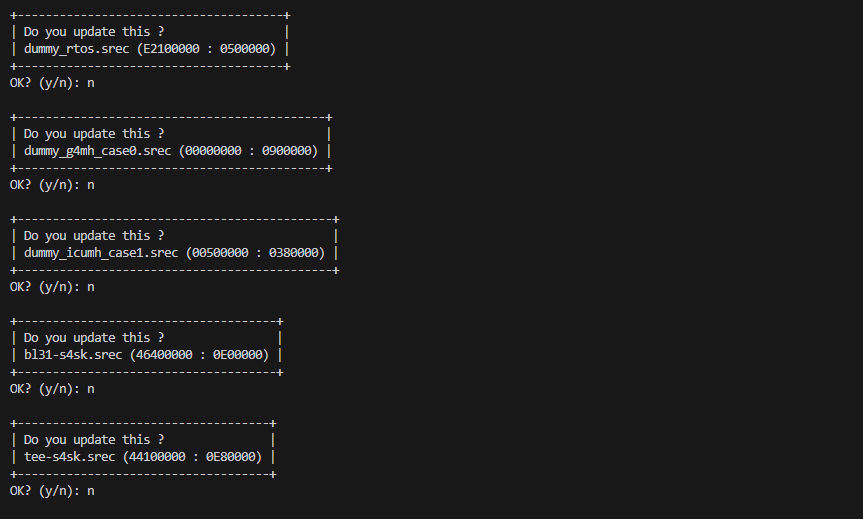 +--------------------------------------+
| Do you update this ?                 |
| dummy_rtos.srec (E2100000 : 0500000) |
+--------------------------------------+
OK? (y/n): n

+--------------------------------------------+
| Do you update this ?                       |
| dummy_g4mh_case0.srec (00000000 : 0900000) |
+--------------------------------------------+
OK? (y/n): n

+---------------------------------------------+
| Do you update this ?                        |
| dummy_icumh_case1.srec (00500000 : 0380000) |
+---------------------------------------------+
OK? (y/n): n

+-------------------------------------+
| Do you update this ?                |
| bl31-s4sk.srec (46400000 : 0E00000) |
+-------------------------------------+
OK? (y/n): n

+------------------------------------+
| Do you update this ?               |
| tee-s4sk.srec (44100000 : 0E80000) |
+------------------------------------+
OK? (y/n): n